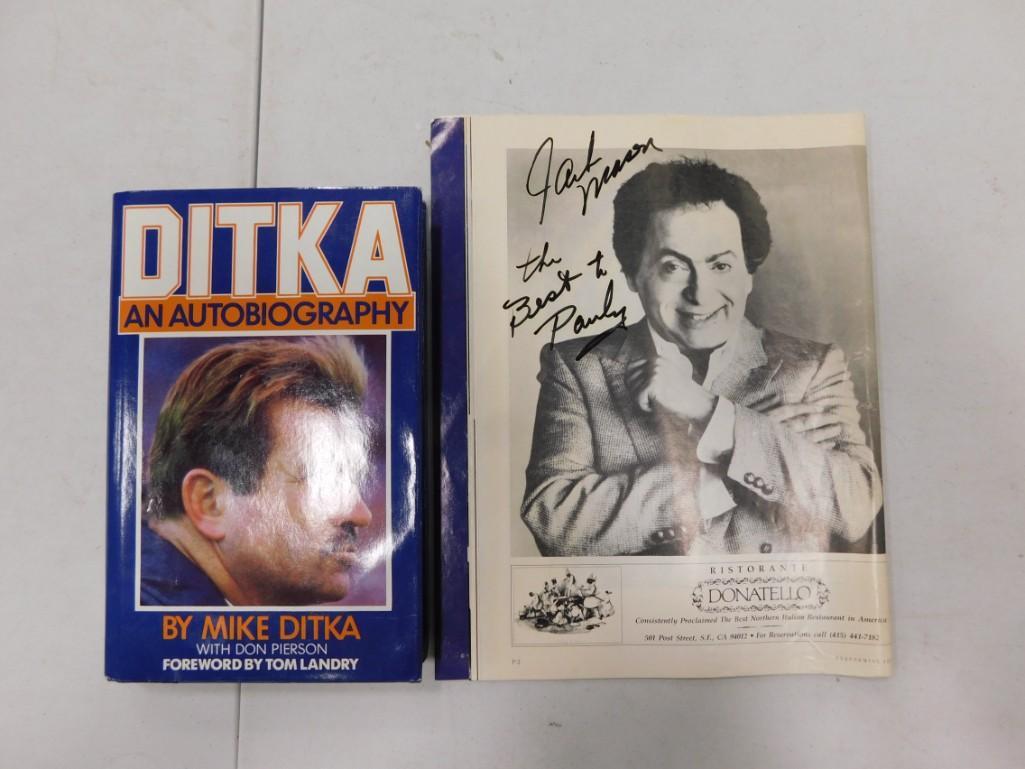 DITKA
AN AUTOBIOGRAPHY
BY MIKE DITKA
WITH DON PIERSON
FOREWORD BY TOM LANDRY
Mason
the
Best to
Pauly
RISTORANTE
DONATELLO
Consistently Proclaimed The Best Northern Italian Restaurant in America
501 Post Street, S.F., CA 94012 • For Reservations call (415) 441-7182
P-2